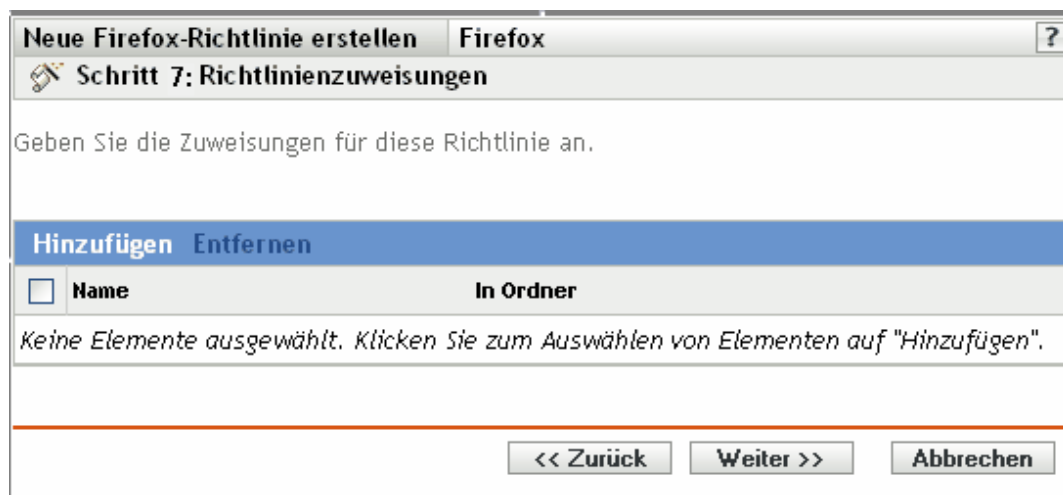 Neue Firefox-Richtlinie erstellen Firefox ?
Schritt 7: Richtlinienzuweisungen
Geben Sie die Zuweisungen für diese Richtlinie an.
Hinzufügen Entfernen
Name In Ordner
Keine Elemente ausgewählt. Klicken Sie zum Auswählen von Elementen auf "Hinzufügen".
<< Zurück Weiter >> Abbrechen